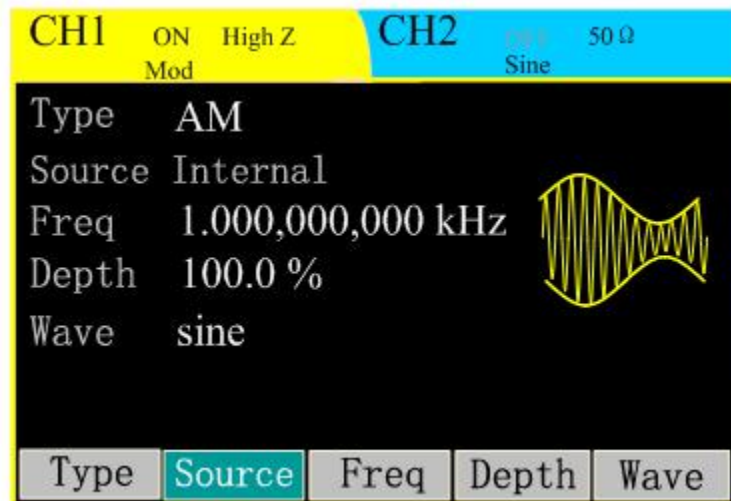 CH1 ON High Z CH2 50 Ω
Mod Sine
Type AM
Source Internal
Freq 1.000,000,000 kHz
Depth 100.0 %
Wave sine
Type Source Freq Depth Wave